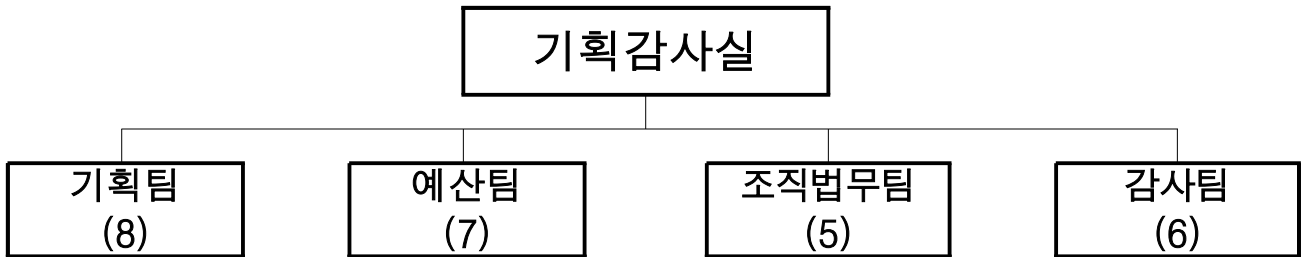 기획감사실
기획팀
(8)
예산팀
(7)
조직법무팀
(5)
감사팀
(6)